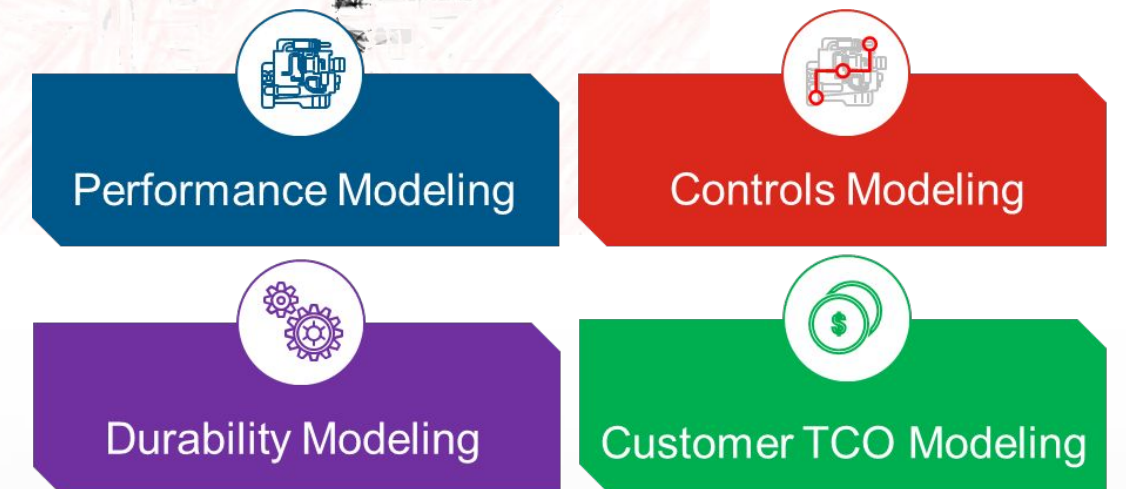 Performance Modeling
Controls Modeling
$
Durability Modeling
Customer TCO Modeling